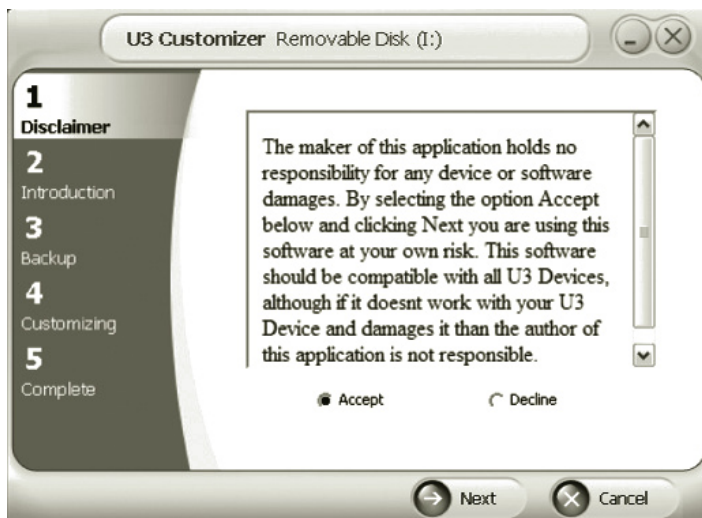 U3 Customizer Removable Disk (I:)
1
Disclaimer
2
Introduction
3
Backup
4
Customizing
5
Complete
The maker of this application holds no
responsibility for any device or software
damages. By selecting the option Accept
below and clicking Next you are using this
software at your own risk. This software
should be compatible with all U3 Devices,
although if it doesnt work with your U3
Device and damages it than the author of
this application is not responsible.
Accept Decline
Next Cancel